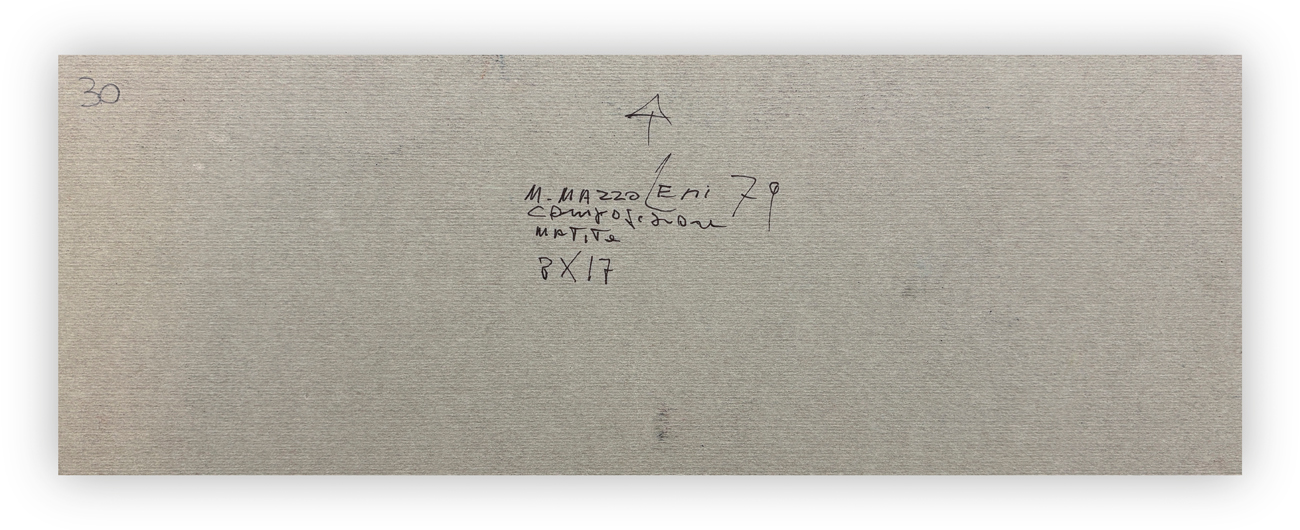 30
M. MAZZOLEni 79
composizione
MATITe
8X17